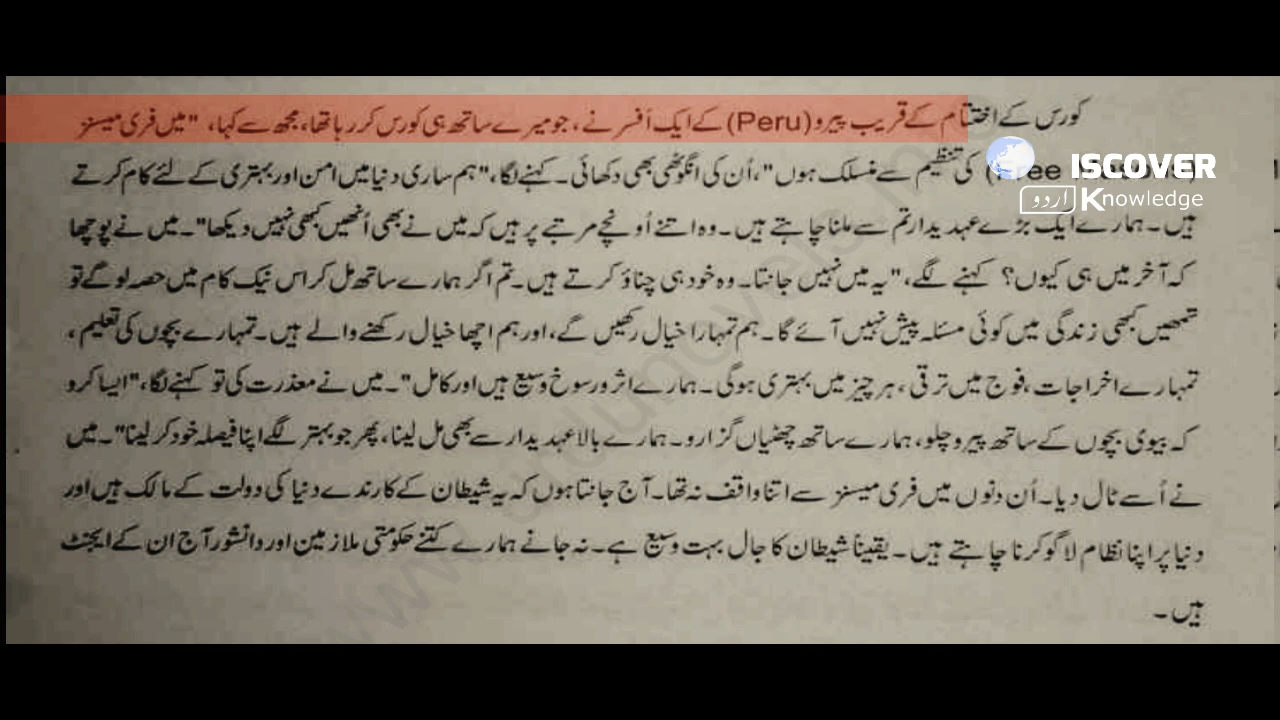 کورس کے اختتام کے قریب پیرو (Peru) کے ایک اُفسر نے، جو میرے ساتھ ہی کورس کر رہا تھا، مجھ سے کہا، "میں فری میسنز
کی تنظیم سے منسلک ہوں"، اُن کی انگوٹھی بھی دکھائی۔ کہنے لگا، "ہم ساری دنیا میں امن اور بہتری کے لئے کام کرتے
ہیں۔ ہمارے ایک بڑے عہدیدار تم سے ملنا چاہتے ہیں۔ وہ اتنے اُونچے مرتبے پر ہیں کہ میں نے بھی اُنھیں کبھی نہیں دیکھا"۔ میں نے پوچھا
کہ آخر میں ہی کیوں؟ کہنے لگے، "یہ میں نہیں جانتا۔ وہ خود ہی چناؤ کرتے ہیں۔ تم اگر ہمارے ساتھ مل کر اس نیک کام میں حصہ لو گے تو
تمھیں کبھی زندگی میں کوئی مسئلہ پیش نہیں آئے گا۔ ہم تمہارا خیال رکھیں گے، اور ہم اچھا خیال رکھنے والے ہیں۔ تمہارے بچوں کی تعلیم،
تمہارے اخراجات، فوج میں ترقی، ہر چیز میں بہتری ہوگی۔ ہمارے اثر ورسوخ وسیع ہیں اور کامل"۔ میں نے معذرت کی تو کہنے لگا، "ایسا کرو
کہ بیوی بچوں کے ساتھ پیرو چلو، ہمارے ساتھ چھٹیاں گزارو۔ ہمارے بالا عہدیدار سے بھی مل لینا، پھر جو بہتر لگے اپنا فیصلہ خود کر لینا"۔ میں
نے اُسے ٹال دیا۔ اُن دنوں میں فری میسنز سے اتنا واقف نہ تھا۔ آج جانتا ہوں کہ یہ شیطان کے کارندے دنیا کی دولت کے مالک ہیں اور
دنیا پر اپنا نظام لاگو کرنا چاہتے ہیں۔ یقیناً شیطان کا جال بہت وسیع ہے۔ نہ جانے ہمارے کتنے حکومتی ملازمین اور دانشور آج ان کے ایجنٹ
ہیں۔
ISCOVER
اردو Knowledge